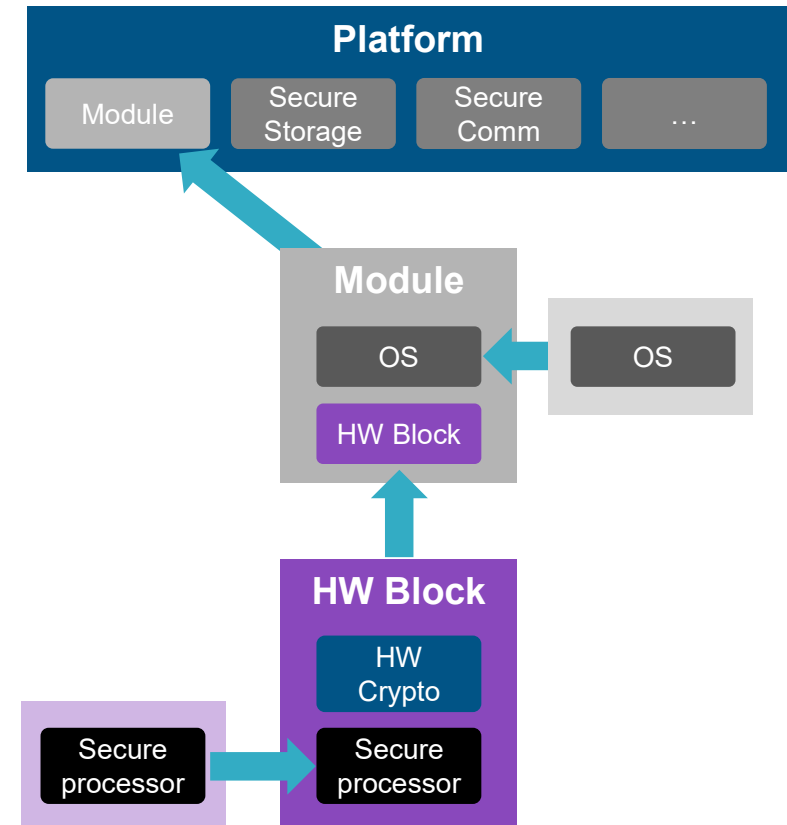 Platform
Module
Secure
Storage
Secure
Comm
...
Module
OS
HW Block
OS
HW Block
HW
Crypto
Secure
processor
Secure
processor